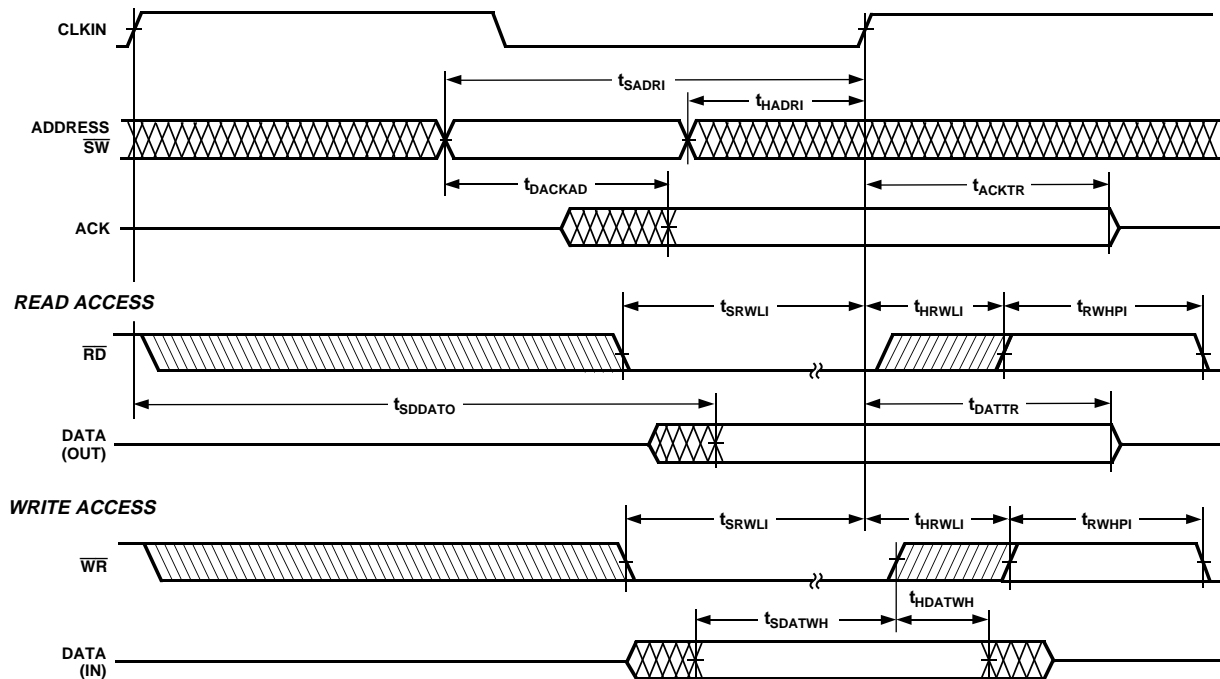 CLKIN
tSADRI
tHADRI
ADDRESS
SW
tDACKAD
tACKTR
ACK
READ ACCESS
tSRWLI
tHRWLI
tRWHPI
RD
tSDDATO
tDATTR
DATA
(OUT)
WRITE ACCESS
tSRWLI
tHRWLI
tRWHPI
WR
tHDATWH
tSDATWH
DATA
(IN)